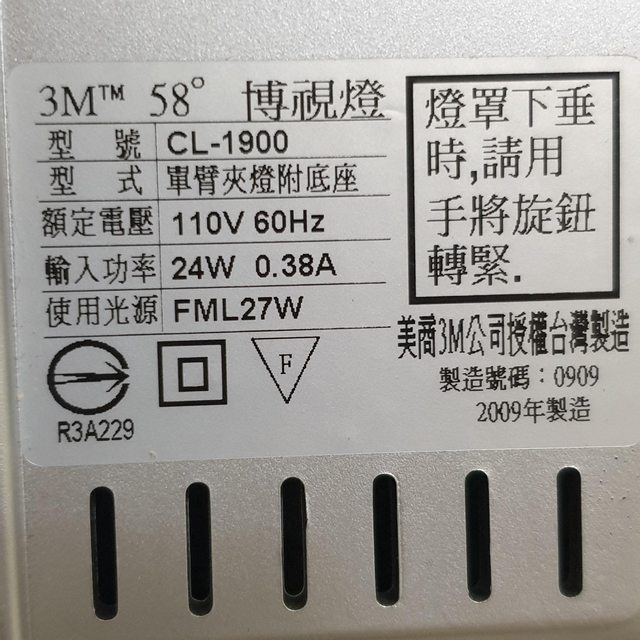 3M™ 58° 博視燈
型號 CL-1900
型式 單臂夾燈附底座
額定電壓 110V 60Hz
輸入功率 24W 0.38A
使用光源 FML27W
R3A229
F
燈罩下垂
時,請用
手將旋鈕
轉緊.
美商3M公司授權台灣製造
製造號碼：0909
2009年製造